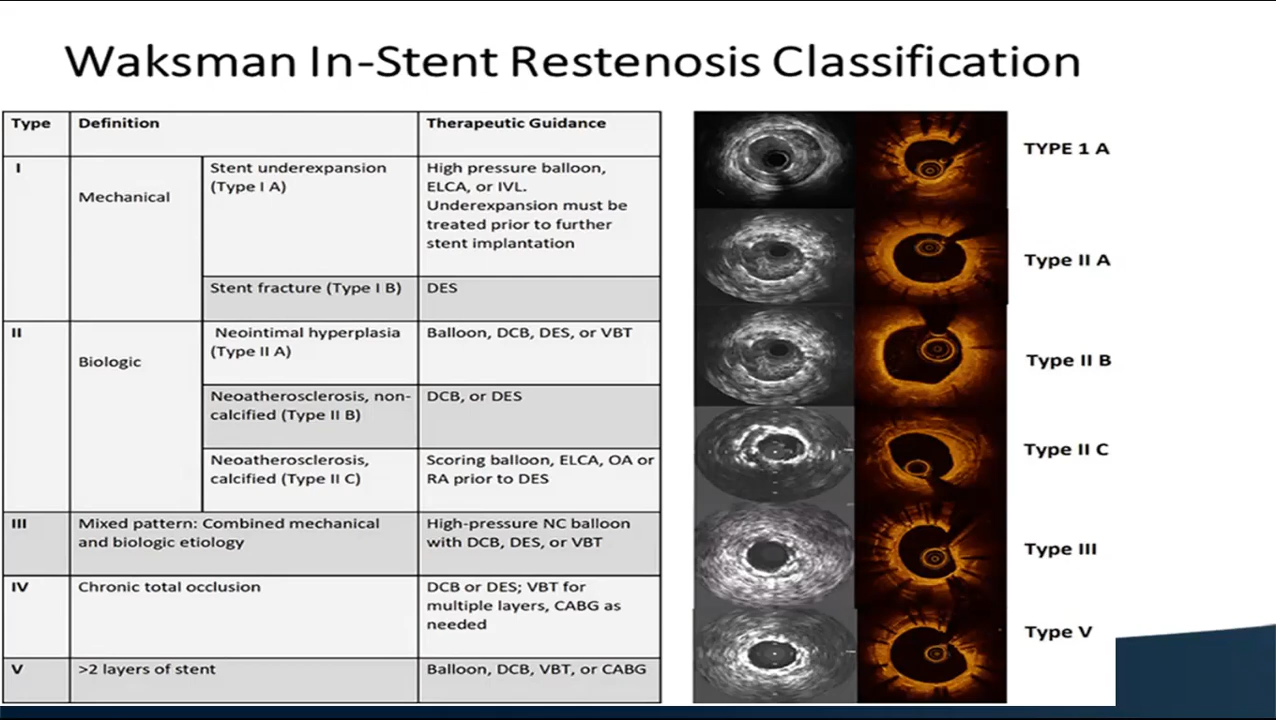 Waksman In-Stent Restenosis Classification
Type Definition Therapeutic Guidance
I
Mechanical
Stent underexpansion
(Type I A)
High pressure balloon,
ELCA, or IVL.
Underexpansion must be
treated prior to further
stent implantation
Stent fracture (Type I B)
DES
II
Biologic
Neointimal hyperplasia
(Type II A)
Balloon, DCB, DES, or VBT
Neoatherosclerosis, non-
calcified (Type II B)
DCB, or DES
Neoatherosclerosis,
calcified (Type II C)
Scoring balloon, ELCA, OA or
RA prior to DES
III
Mixed pattern: Combined mechanical
and biologic etiology
High-pressure NC balloon
with DCB, DES, or VBT
IV
Chronic total occlusion
DCB or DES; VBT for
multiple layers, CABG as
needed
V
>2 layers of stent
Balloon, DCB, VBT, or CABG
TYPE 1 A
Type II A
Type II B
Type II C
Type III
Type V